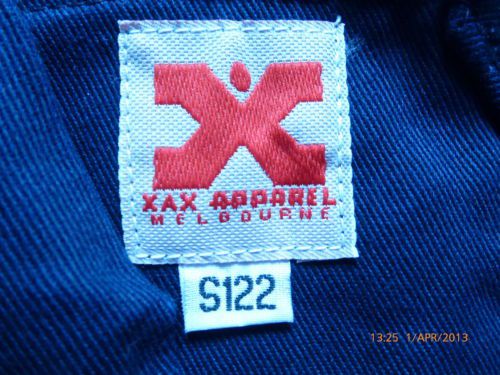 XAX APPAREL
MELBOURNE
S122
13:25 1/APR/2013